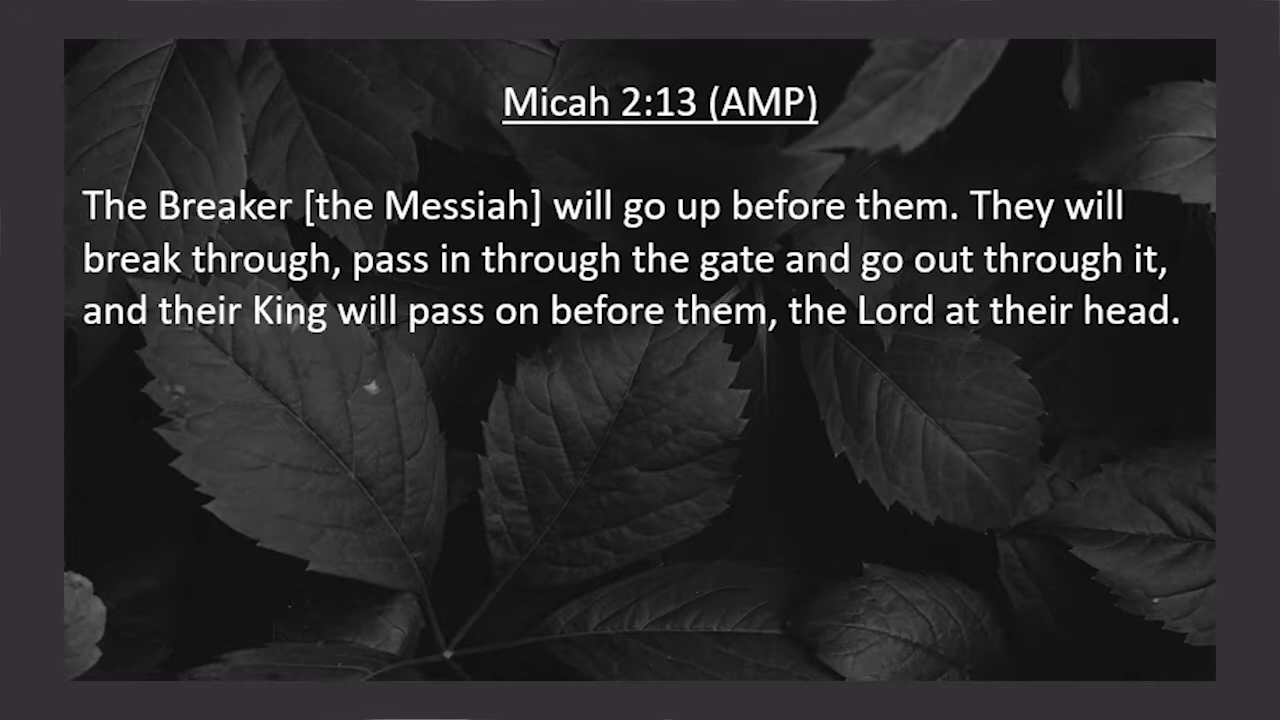 Micah 2:13 (AMP)
The Breaker [the Messiah] will go up before them. They will
break through, pass in through the gate and go out through it,
and their King will pass on before them, the Lord at their head.